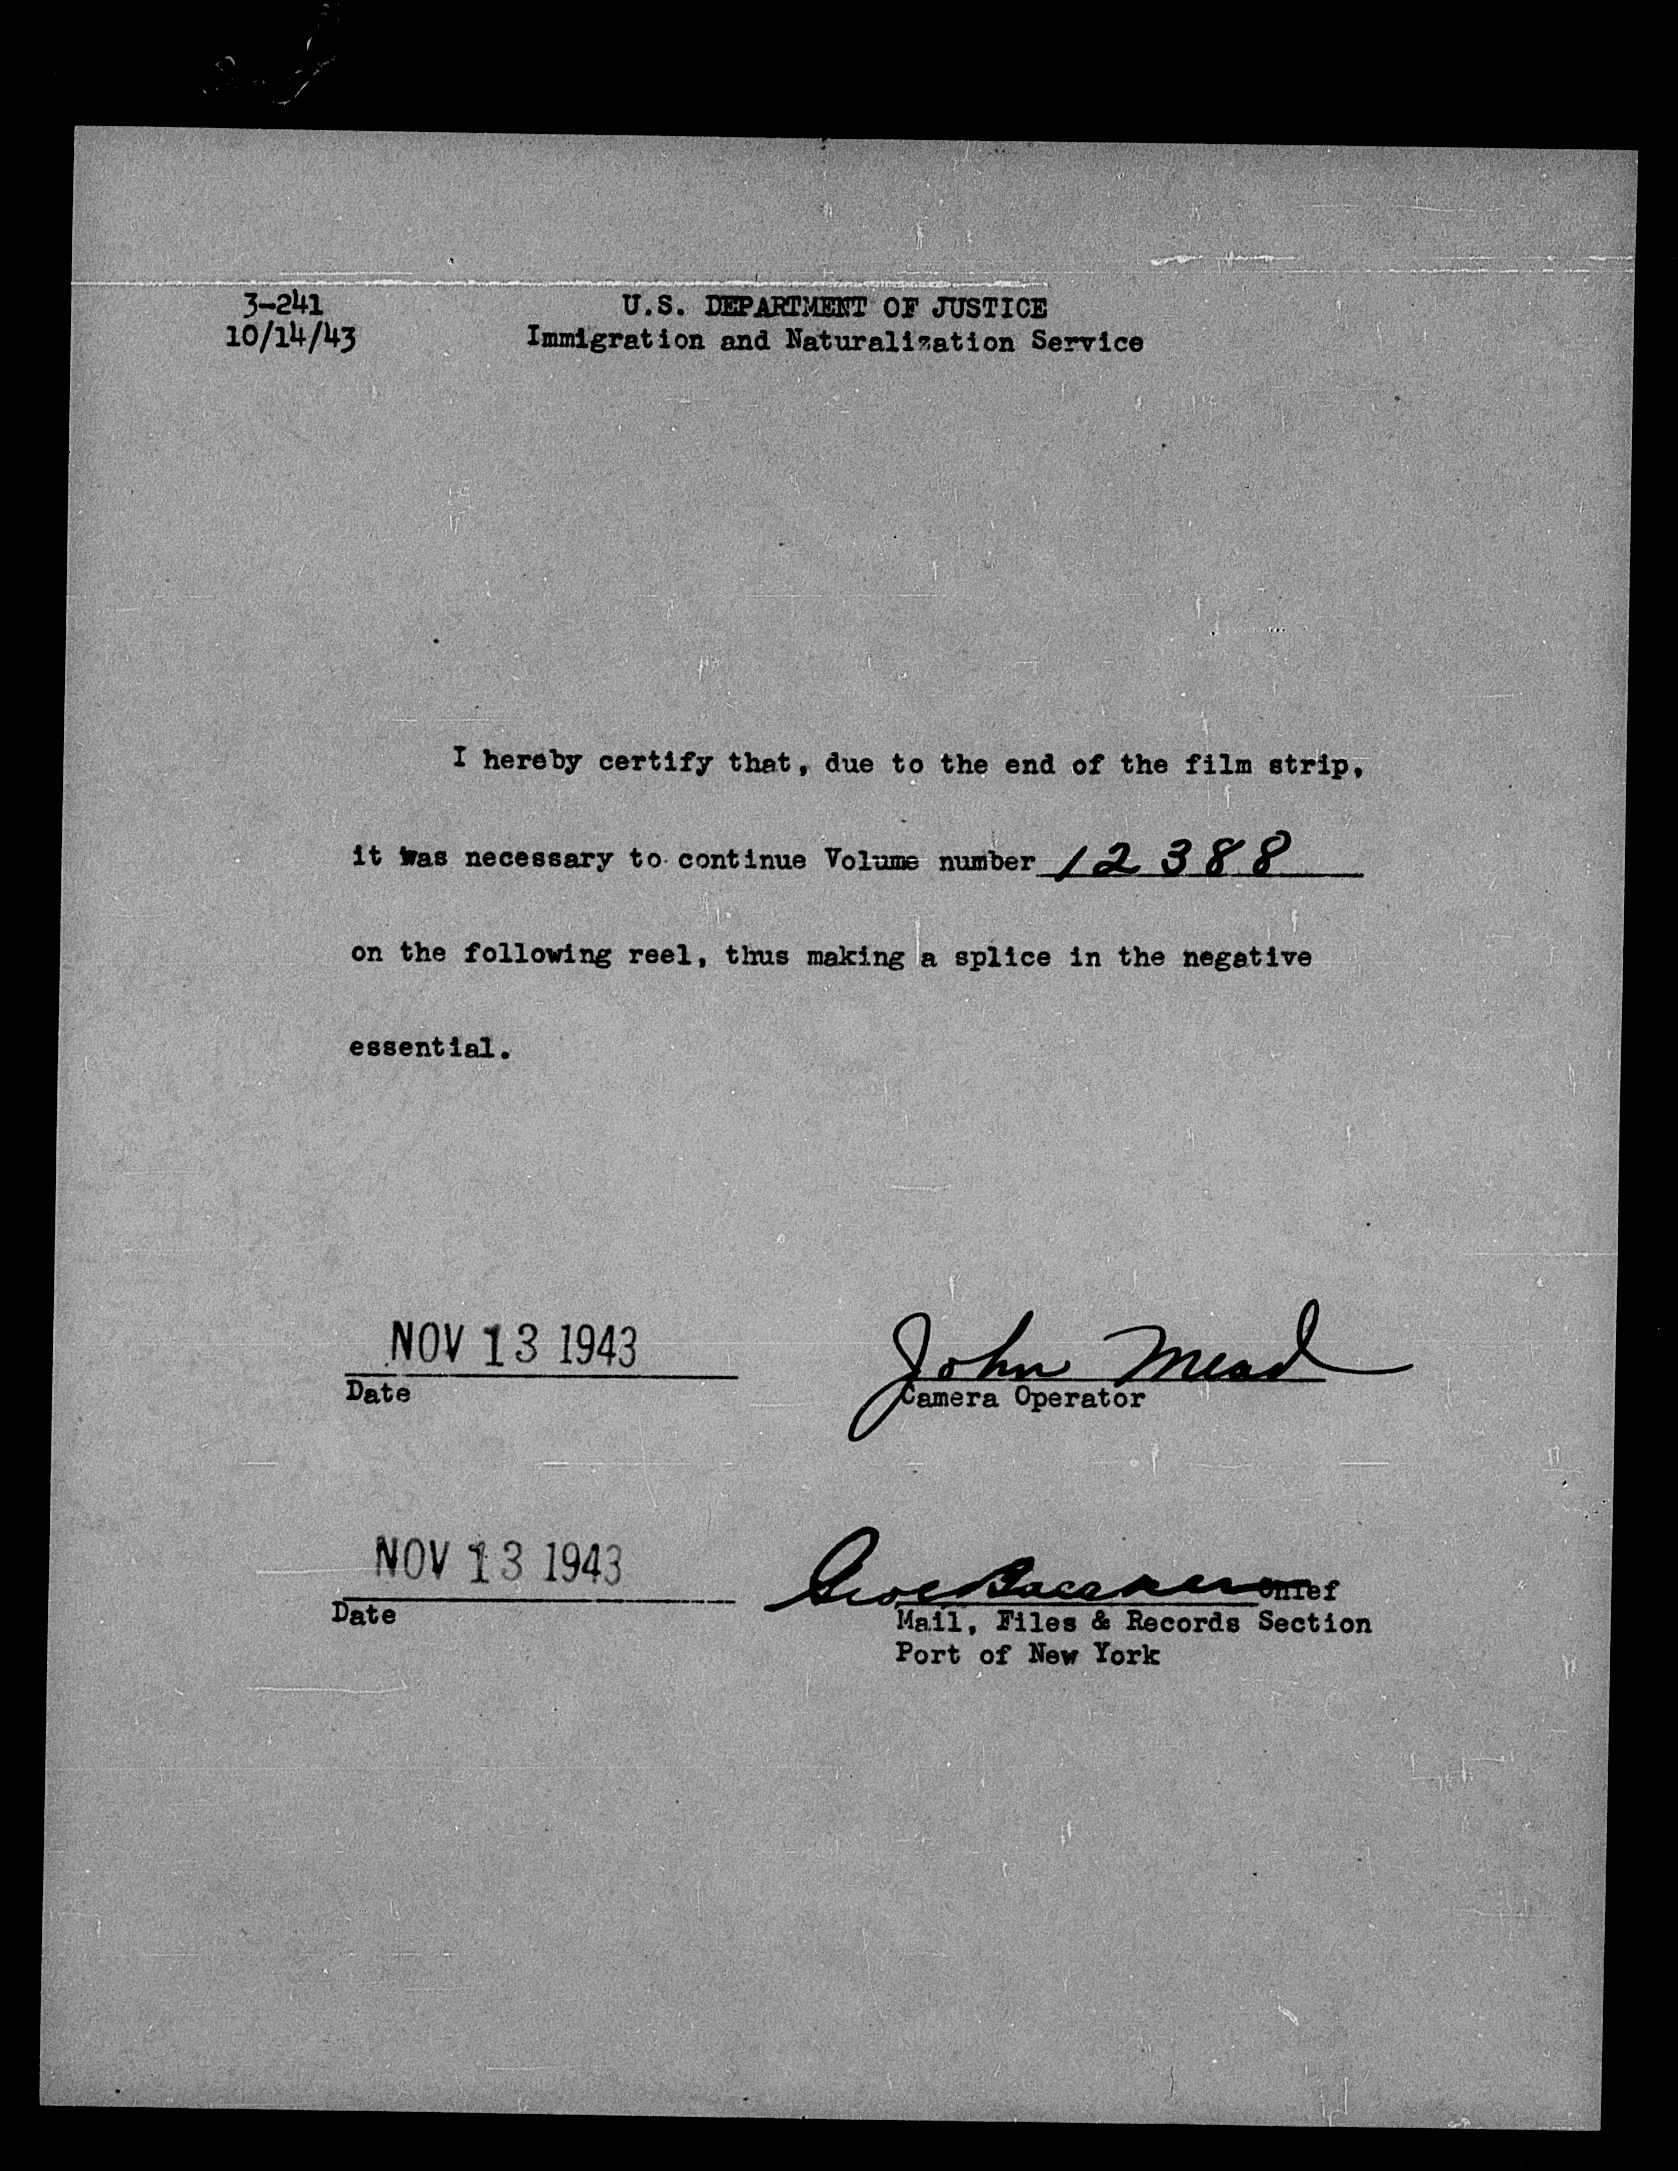 3-241
10/14/43
U.S. DEPARTMENT OF JUSTICE
Immigration and Naturalization Service
I hereby certify that, due to the end of the film strip,
it was necessary to continue Volume number 12388
on the following reel, thus making a splice in the negative
essential.
NOV 13 1943
Date
John Mead
Camera Operator
NOV 13 1943
Date
Chief
Mail, Files & Records Section
Port of New York